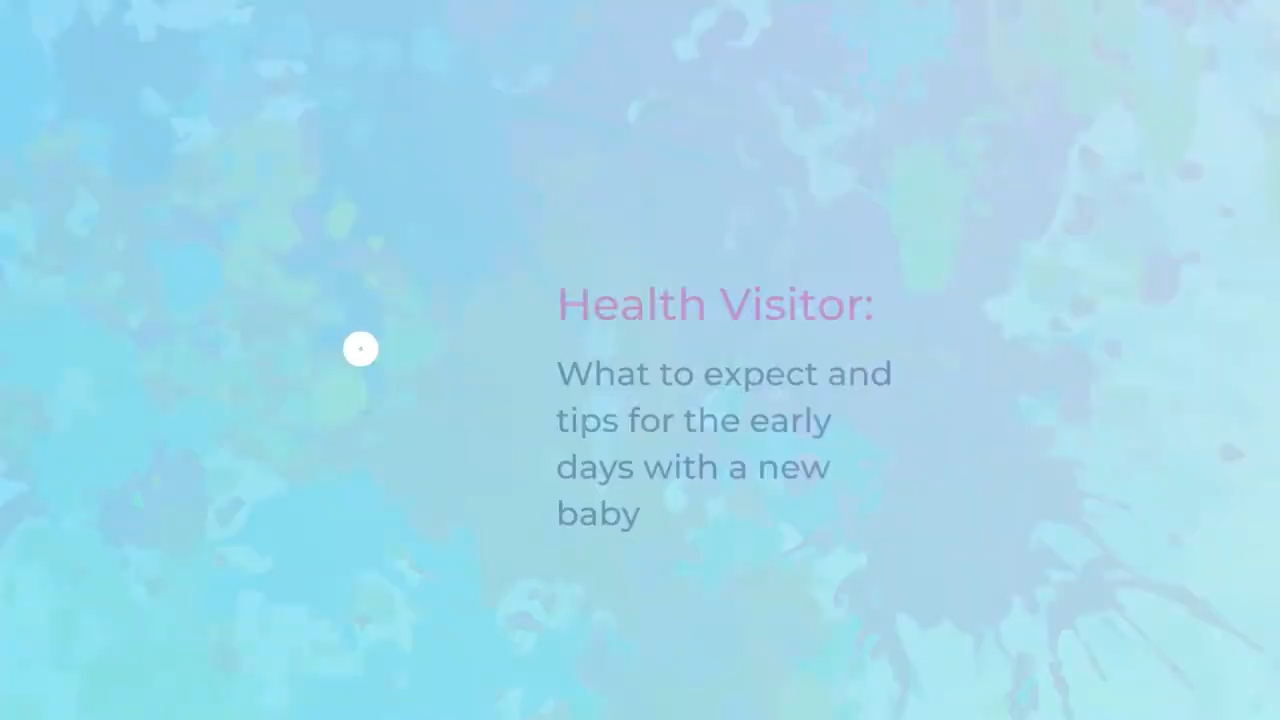 Health Visitor:
What to expect and
tips for the early
days with a new
baby